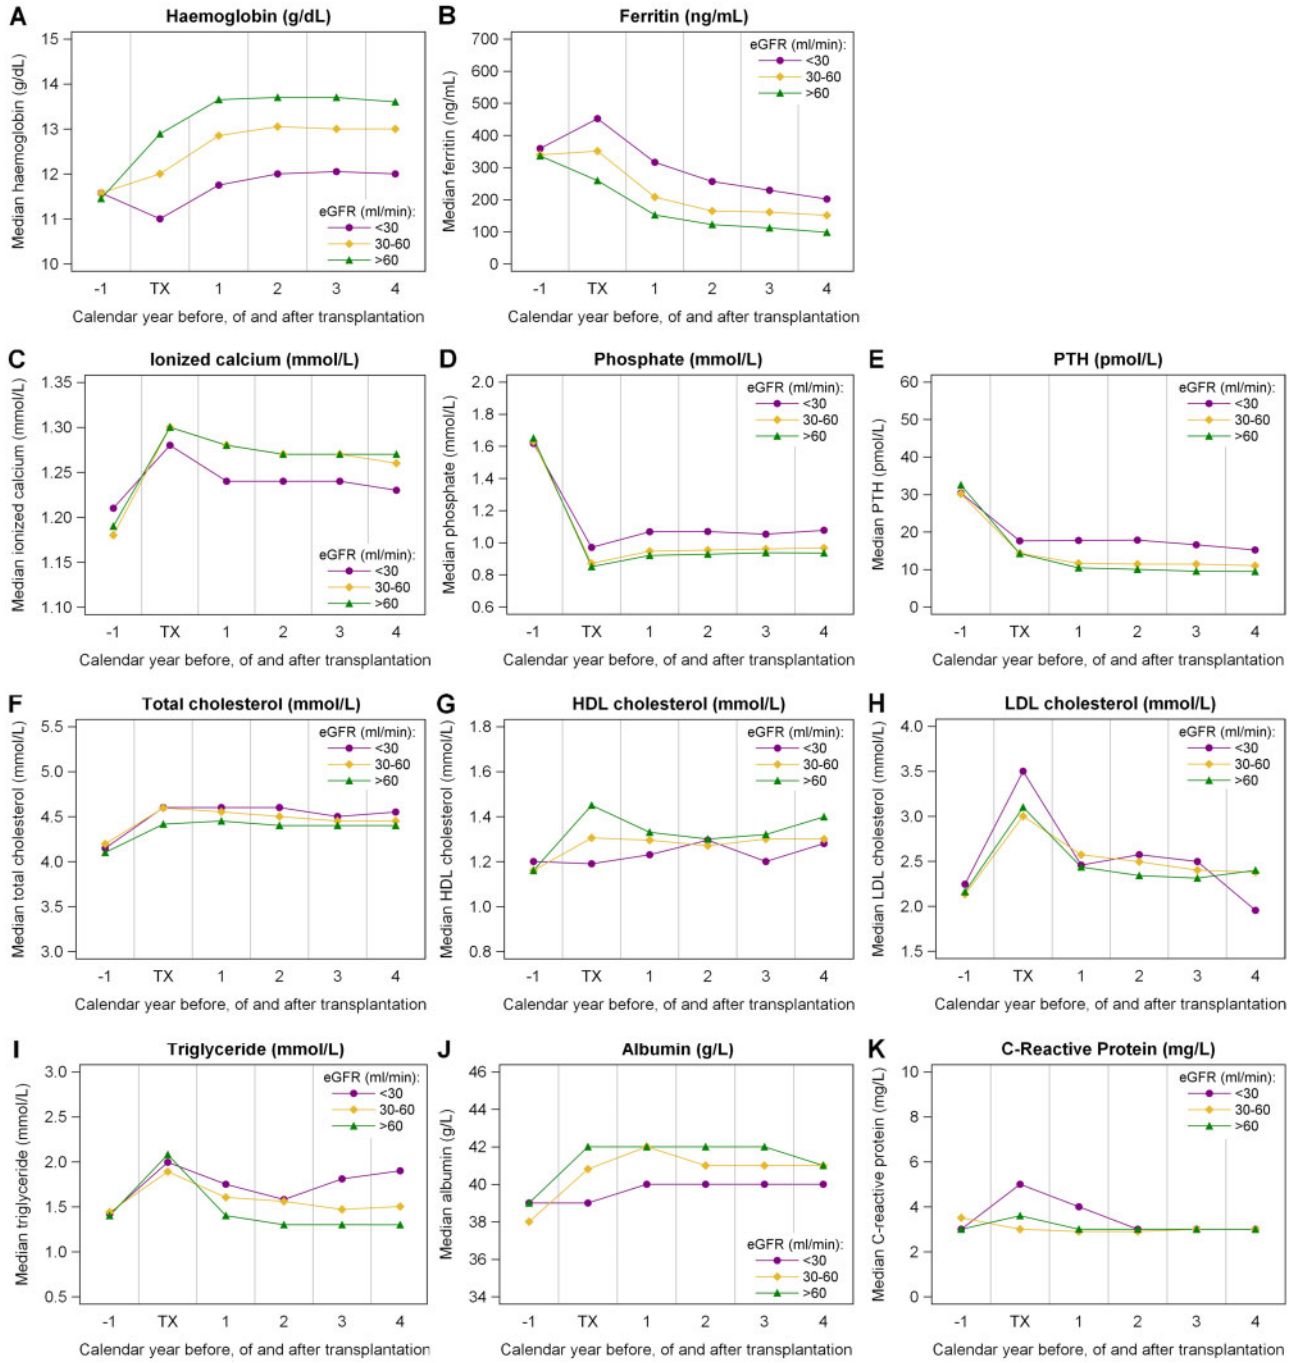 A Haemoglobin (g/dL)
Median haemoglobin (g/dL)
15
14
13
12
11
10
eGFR (ml/min):
<30
30-60
>60
-1 TX 1 2 3 4
Calendar year before, of and after transplantation
B Ferritin (ng/mL)
Median ferritin (ng/mL)
700
600
500
400
300
200
100
0
eGFR (ml/min):
<30
30-60
>60
-1 TX 1 2 3 4
Calendar year before, of and after transplantation
C Ionized calcium (mmol/L)
Median ionized calcium (mmol/L)
1.35
1.30
1.25
1.20
1.15
1.10
eGFR (ml/min):
<30
30-60
>60
-1 TX 1 2 3 4
Calendar year before, of and after transplantation
D Phosphate (mmol/L)
Median phosphate (mmol/L)
2.0
1.8
1.6
1.4
1.2
1.0
0.8
0.6
eGFR (ml/min):
<30
30-60
>60
-1 TX 1 2 3 4
Calendar year before, of and after transplantation
E PTH (pmol/L)
Median PTH (pmol/L)
60
50
40
30
20
10
0
eGFR (ml/min):
<30
30-60
>60
-1 TX 1 2 3 4
Calendar year before, of and after transplantation
F Total cholesterol (mmol/L)
Median total cholesterol (mmol/L)
5.5
5.0
4.5
4.0
3.5
3.0
eGFR (ml/min):
<30
30-60
>60
-1 TX 1 2 3 4
Calendar year before, of and after transplantation
G HDL cholesterol (mmol/L)
Median HDL cholesterol (mmol/L)
1.8
1.6
1.4
1.2
1.0
0.8
eGFR (ml/min):
<30
30-60
>60
-1 TX 1 2 3 4
Calendar year before, of and after transplantation
H LDL cholesterol (mmol/L)
Median LDL cholesterol (mmol/L)
4.0
3.5
3.0
2.5
2.0
1.5
eGFR (ml/min):
<30
30-60
>60
-1 TX 1 2 3 4
Calendar year before, of and after transplantation
I Triglyceride (mmol/L)
Median triglyceride (mmol/L)
3.0
2.5
2.0
1.5
1.0
0.5
eGFR (ml/min):
<30
30-60
>60
-1 TX 1 2 3 4
Calendar year before, of and after transplantation
J Albumin (g/L)
Median albumin (g/L)
46
44
42
40
38
36
34
eGFR (ml/min):
<30
30-60
>60
-1 TX 1 2 3 4
Calendar year before, of and after transplantation
K C-Reactive Protein (mg/L)
Median C-reactive protein (mg/L)
10
8
6
4
2
0
eGFR (ml/min):
<30
30-60
>60
-1 TX 1 2 3 4
Calendar year before, of and after transplantation